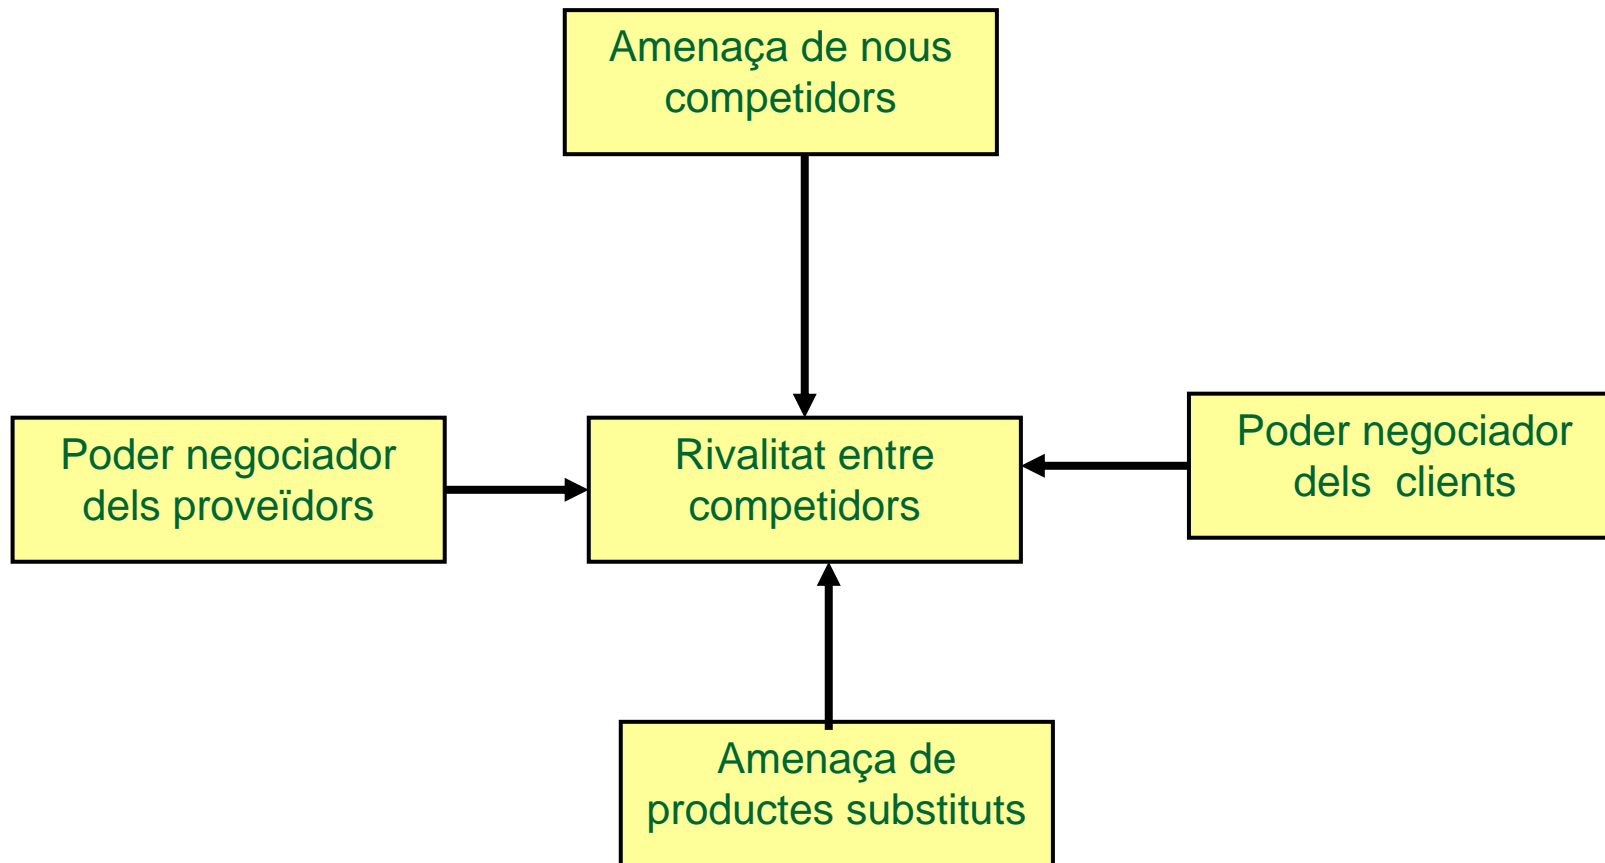 Amenaça de nous
competidors
Poder negociador
dels proveïdors
Rivalitat entre
competidors
Poder negociador
dels  clients
Amenaça de
productes substituts